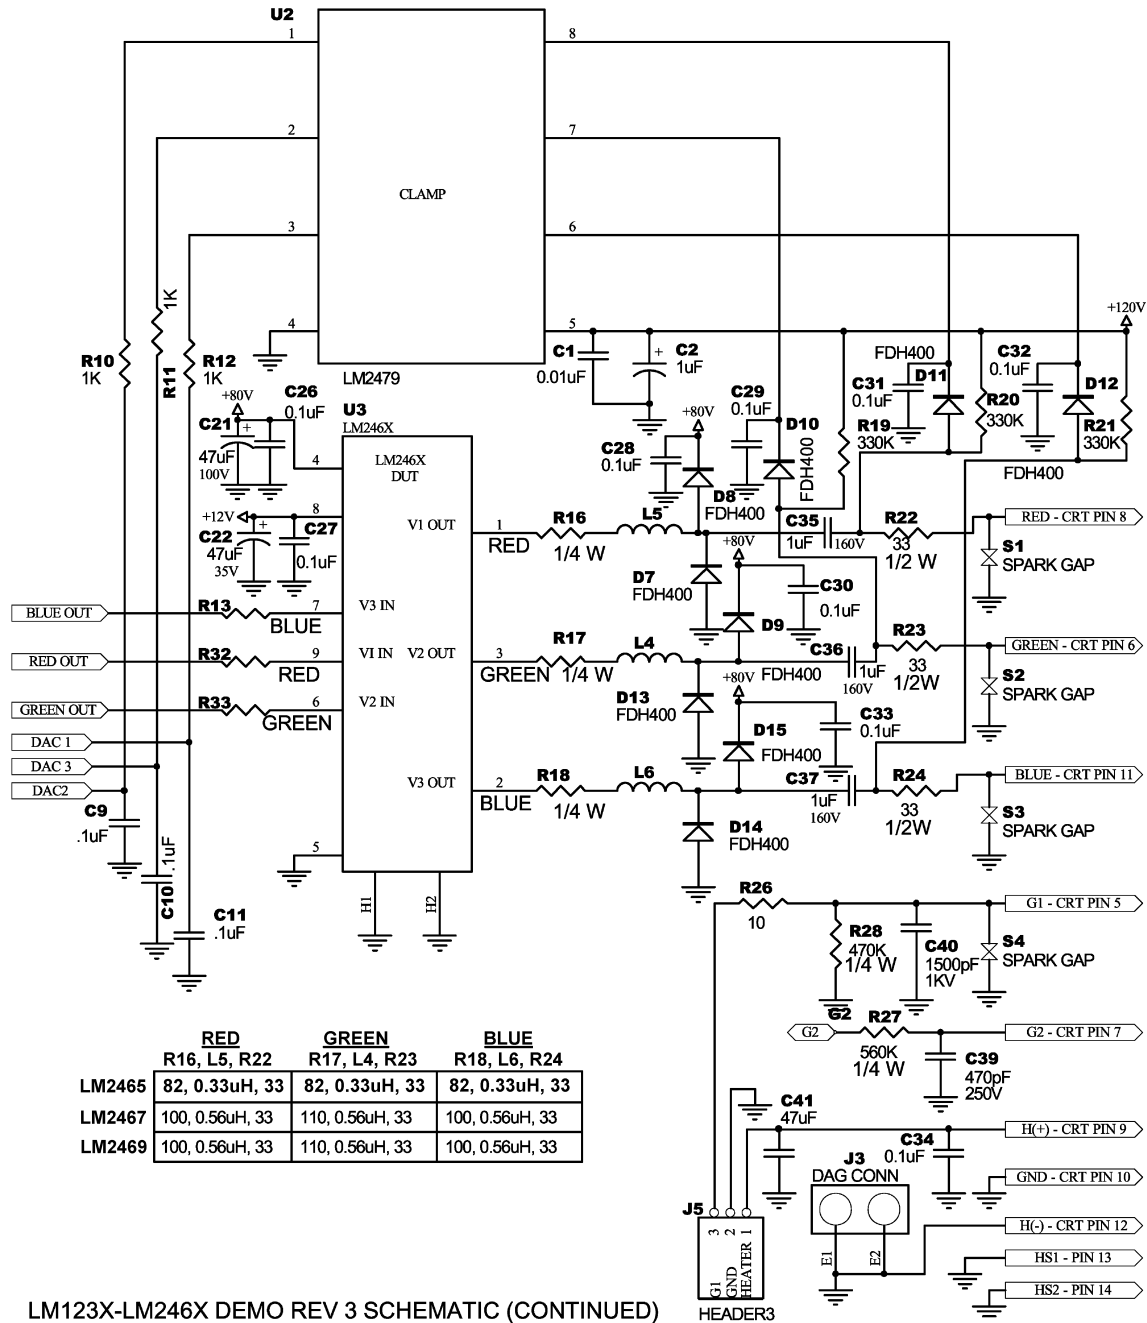 U2
1
8
2
7
CLAMP
3
6
+120V
4
5
1K
R10
1K
R11
R12
1K
LM2479
C1
0.01uF
+
C2
1uF
FDH400
C31
0.1uF
D11
C32
0.1uF
D12
R20
330K
R21
330K
FDH400
C26
0.1uF
+80V
C21
+
47uF
100V
U3
LM246X
LM246X
DUT
4
C29
0.1uF
D10
FDH400
R19
330K
+80V
C28
0.1uF
D8
FDH400
+12V
8
C22
+
47uF
35V
C27
0.1uF
V1 OUT
1
RED
R16
1/4 W
L5
C35
1uF
160V
R22
33
1/2 W
RED - CRT PIN 8
S1
SPARK GAP
+80V
D7
FDH400
C30
0.1uF
BLUE OUT
R13
7
BLUE
V3 IN
D9
RED OUT
R32
9
RED
V1 IN
V2 OUT
3
GREEN
R17
1/4 W
L4
FDH400
C36
1uF
160V
R23
33
1/2W
GREEN - CRT PIN 6
S2
SPARK GAP
GREEN OUT
R33
6
GREEN
V2 IN
D13
FDH400
+80V
C33
0.1uF
DAC 1
DAC 3
DAC2
D15
FDH400
V3 OUT
2
BLUE
R18
1/4 W
L6
C37
1uF
160V
R24
33
1/2W
BLUE - CRT PIN 11
S3
SPARK GAP
C9
.1uF
D14
FDH400
5
.1uF
C10
C11
.1uF
H1
H2
R26
10
G1 - CRT PIN 5
R28
470K
1/4 W
C40
1500pF
1KV
S4
SPARK GAP
G2
G2
R27
560K
1/4 W
G2 - CRT PIN 7
C39
470pF
250V
RED GREEN BLUE
R16, L5, R22 R17, L4, R23 R18, L6, R24
LM2465 82, 0.33uH, 33 82, 0.33uH, 33 82, 0.33uH, 33
LM2467 100, 0.56uH, 33 110, 0.56uH, 33 100, 0.56uH, 33
LM2469 100, 0.56uH, 33 110, 0.56uH, 33 100, 0.56uH, 33
C41
47uF
C34
0.1uF
H(+) - CRT PIN 9
J3
DAG CONN
GND - CRT PIN 10
J5
3
2
1
G1
GND
HEATER
HEADER3
E1
E2
H(-) - CRT PIN 12
HS1 - PIN 13
HS2 - PIN 14
LM123X-LM246X DEMO REV 3 SCHEMATIC (CONTINUED)